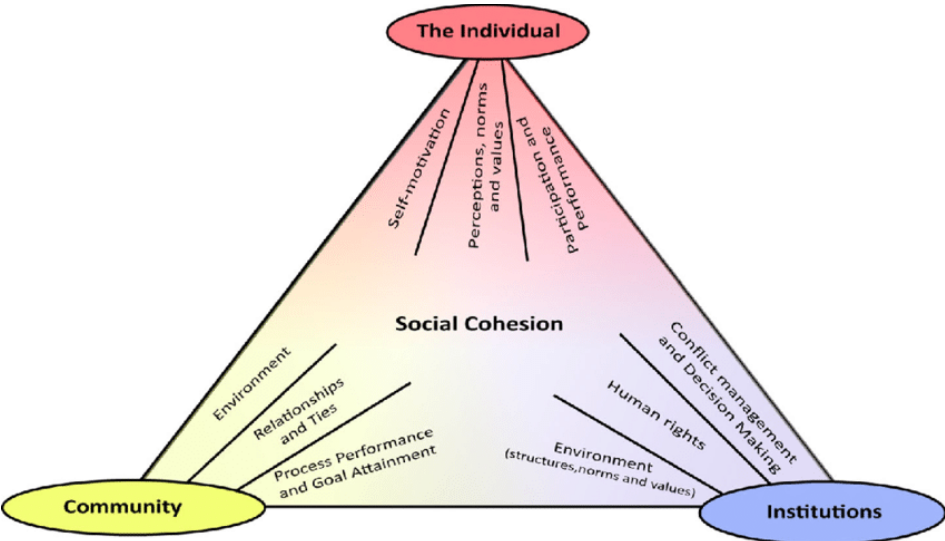 The Individual
Self-motivation
Perceptions, norms
and values
Participation and
Performance
Social Cohesion
Environment
Relationships
and Ties
Process Performance
and Goal Attainment
Conflict management
and Decision Making
Human rights
Environment
(structures,norms and values)
Community
Institutions